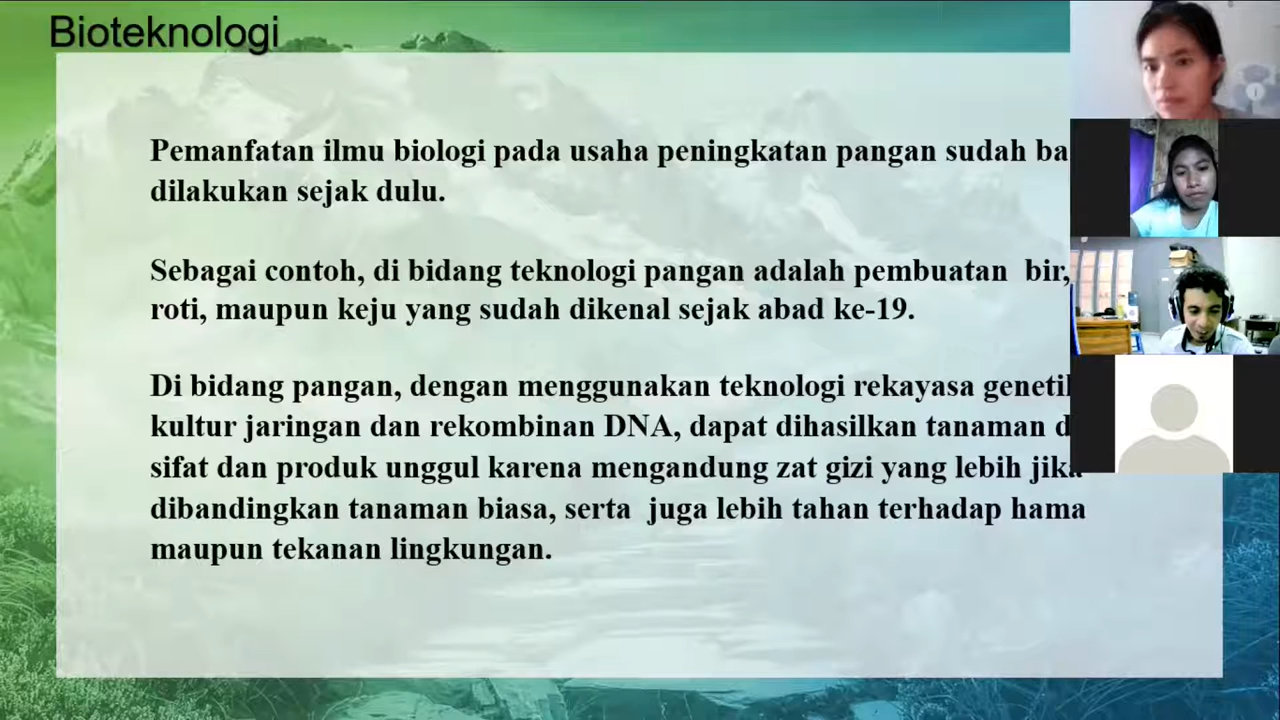 Bioteknologi
Pemanfatan ilmu biologi pada usaha peningkatan pangan sudah
dilakukan sejak dulu.
Sebagai contoh, di bidang teknologi pangan adalah pembuatan bir,
roti, maupun keju yang sudah dikenal sejak abad ke-19.
Di bidang pangan, dengan menggunakan teknologi rekayasa
kultur jaringan dan rekombinan DNA, dapat dihasilkan tanaman
sifat dan produk unggul karena mengandung zat gizi yang lebih jika
dibandingkan tanaman biasa, serta juga lebih tahan terhadap hama
maupun tekanan lingkungan.